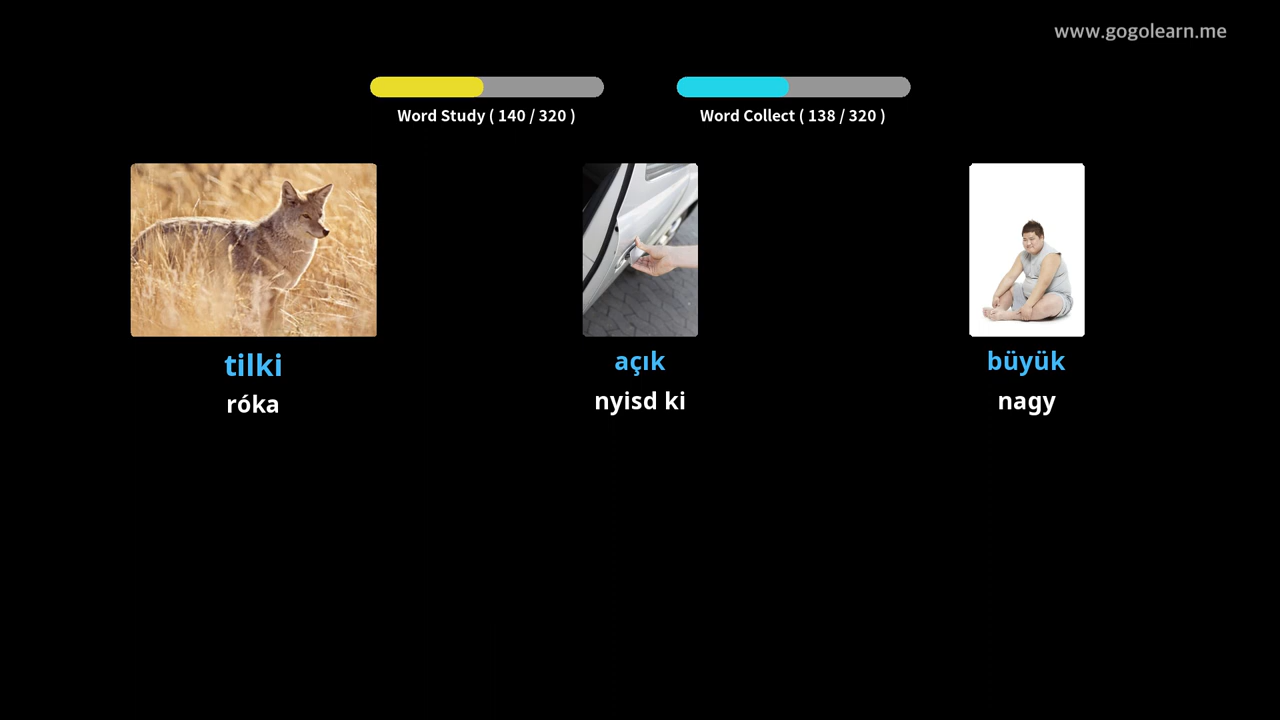 www.gogolearn.me
Word Study ( 140 / 320 )
Word Collect ( 138 / 320 )
tilki
róka
açık
nyisd ki
büyük
nagy